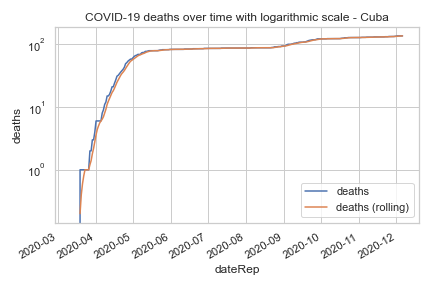 COVID-19 deaths over time with logarithmic scale - Cuba
10²
10¹
10⁰
deaths
deaths
deaths (rolling)
2020-03
2020-04
2020-05
2020-06
2020-07
2020-08
2020-09
2020-10
2020-11
2020-12
dateRep